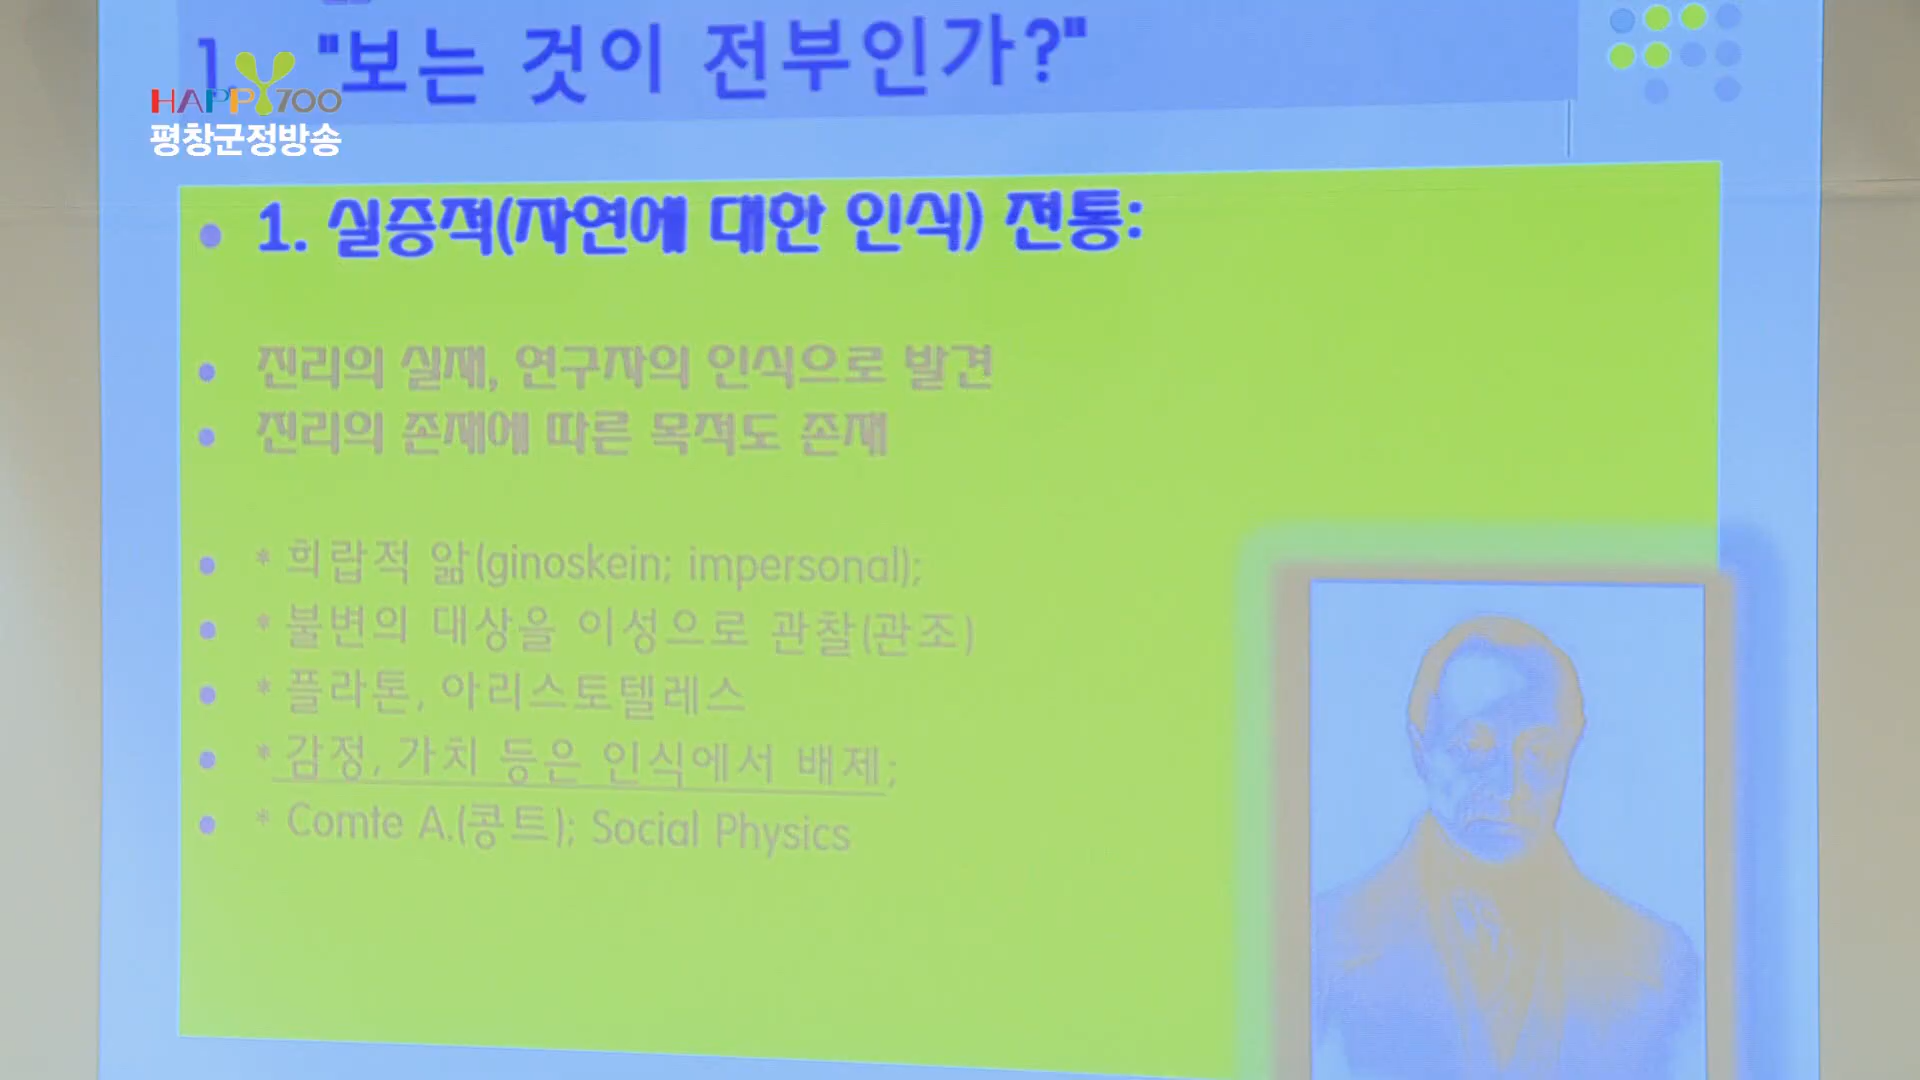 1. "보는 것이 전부인가?"
HAPPY700
평창군정방송
1. 실증적(자연에 대한 인식) 전통:
진리의 실재, 연구자의 인식으로 발견
진리의 존재에 따른 목적도 존재
* 희랍적 앎(ginoskein; impersonal);
* 불변의 대상을 이성으로 관찰(관조)
* 플라톤, 아리스토텔레스
* 감정, 가치 등은 인식에서 배제;
* Comte A.(콩트); Social Physics